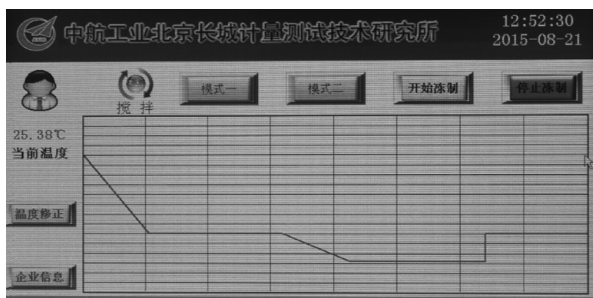 中航工业北京长城计量测试技术研究所
12:52:30
2015-08-21
模式一
模式二
开始冻制
停止冻制
搅 拌
25.38℃
当前温度
温度修正
企业信息